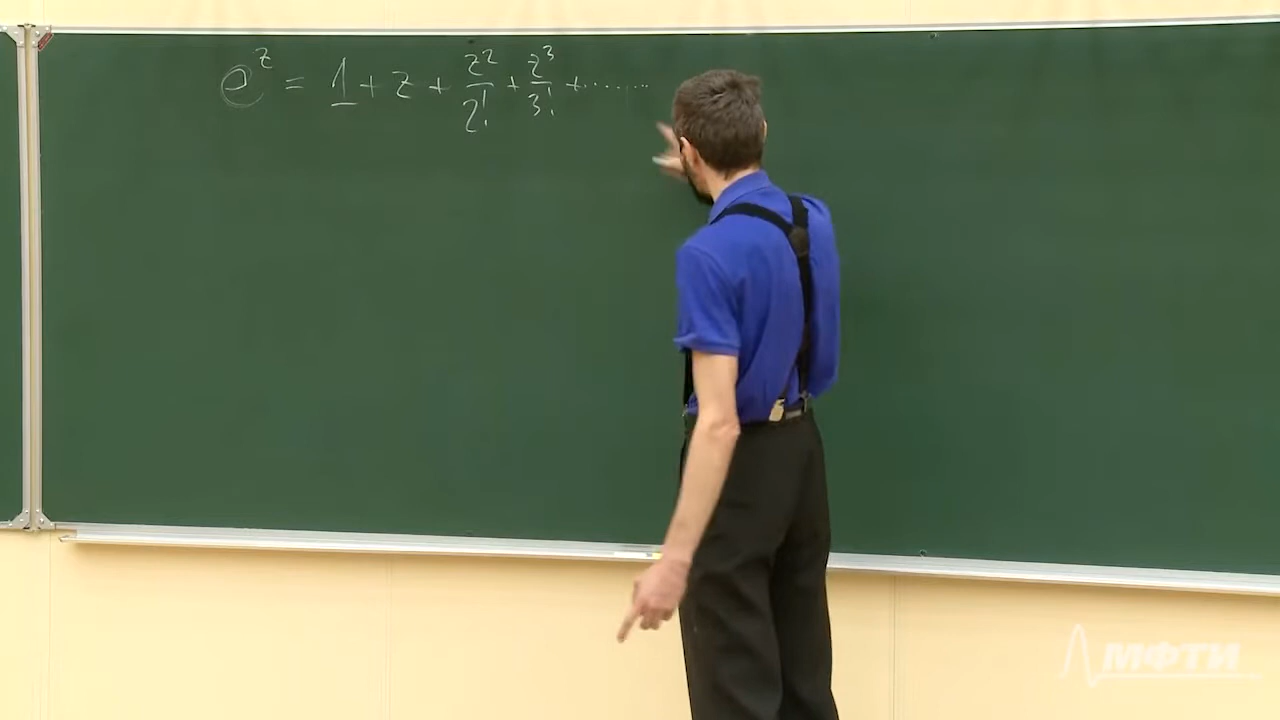 e^z = 1 + z + z^2/2! + z^3/3! + .......
МФТИ